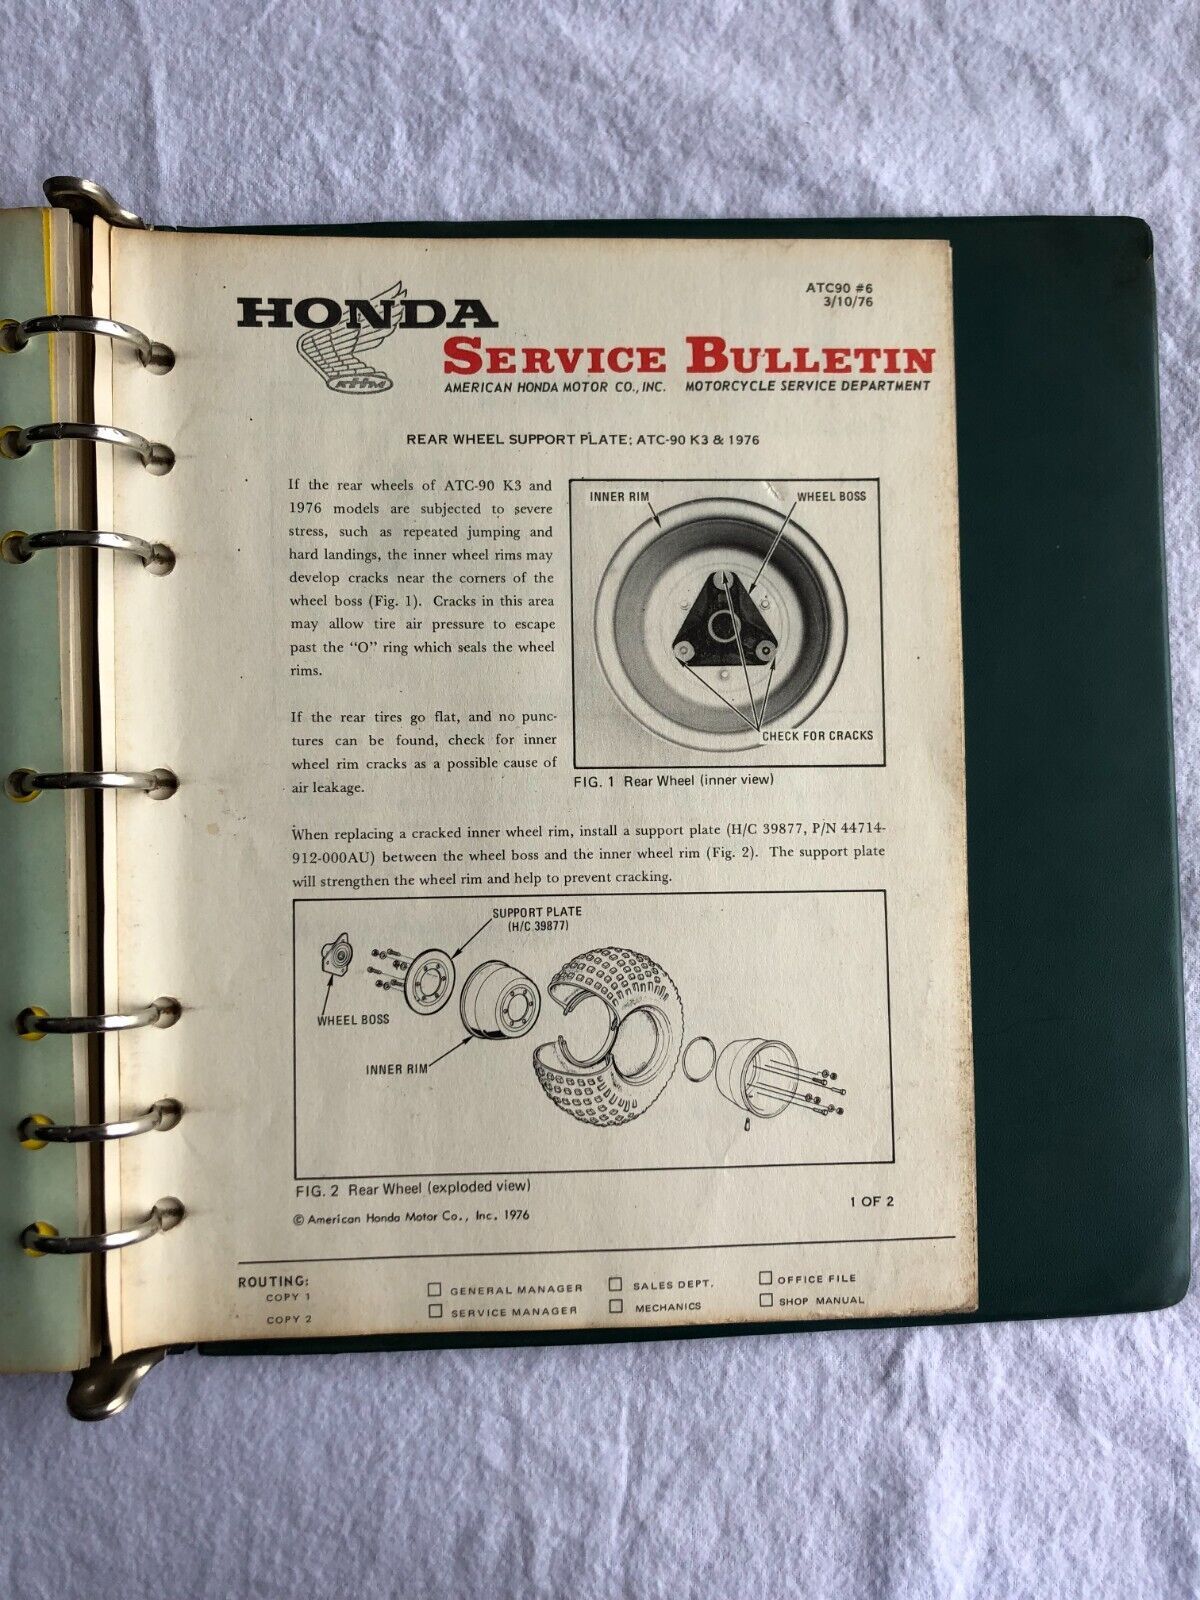 HONDA
ATC90 #6
3/10/76
SERVICE BULLETIN
AMERICAN HONDA MOTOR CO., INC. MOTORCYCLE SERVICE DEPARTMENT
REAR WHEEL SUPPORT PLATE; ATC-90 K3 & 1976
If the rear wheels of ATC-90 K3 and
1976 models are subjected to severe
stress, such as repeated jumping and
hard landings, the inner wheel rims may
develop cracks near the corners of the
wheel boss (Fig. 1). Cracks in this area
may allow tire air pressure to escape
past the "O" ring which seals the wheel
rims.
If the rear tires go flat, and no punc-
tures can be found, check for inner
wheel rim cracks as a possible cause of
air leakage.
INNER RIM
WHEEL BOSS
CHECK FOR CRACKS
FIG. 1 Rear Wheel (inner view)
When replacing a cracked inner wheel rim, install a support plate (H/C 39877, P/N 44714-
912-000AU) between the wheel boss and the inner wheel rim (Fig. 2). The support plate
will strengthen the wheel rim and help to prevent cracking.
SUPPORT PLATE
(H/C 39877)
WHEEL BOSS
INNER RIM
FIG. 2 Rear Wheel (exploded view)
© American Honda Motor Co., Inc. 1976
1 OF 2
ROUTING:
COPY 1
COPY 2
GENERAL MANAGER
SALES DEPT.
OFFICE FILE
SERVICE MANAGER
MECHANICS
SHOP MANUAL